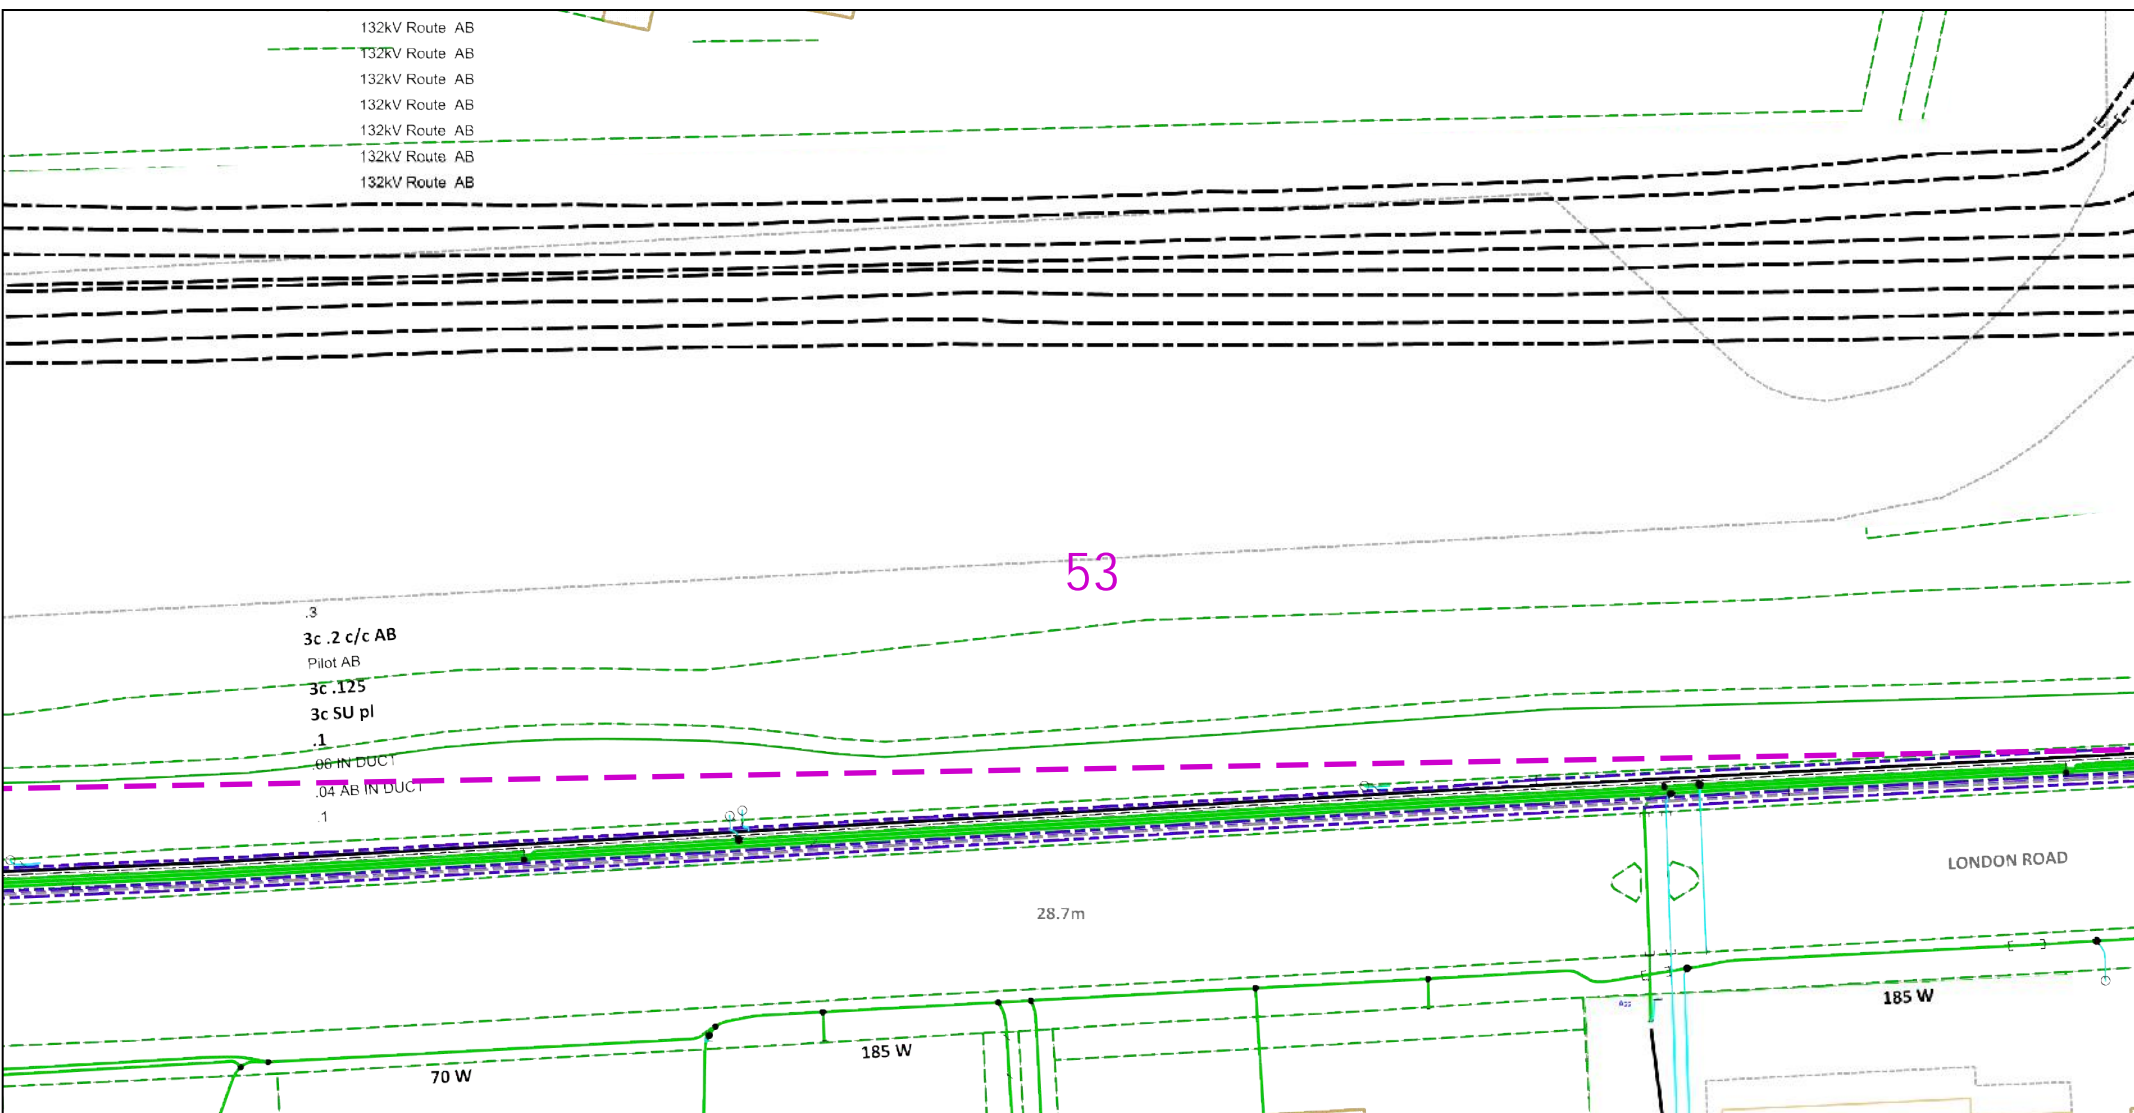 132kV Route AB
132kV Route AB
132kV Route AB
132kV Route AB
132kV Route AB
132kV Route AB
132kV Route AB
53
.3
3c .2 c/c AB
Pilot AB
3c .125
3c SU pl
.1
.06 IN DUCT
.04 AB IN DUCT
.1
LONDON ROAD
28.7m
185 W
185 W
70 W